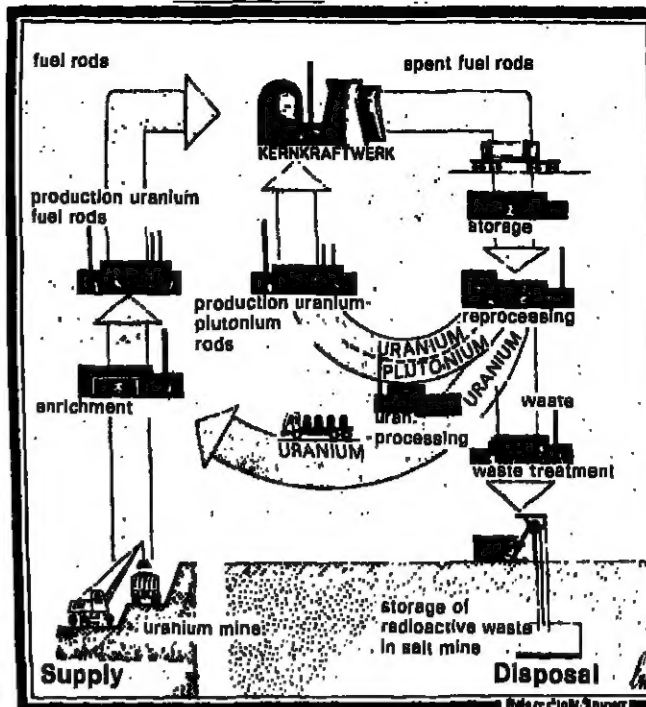 fuel rods
spent fuel rods
KERNKRAFTWERK
production uranium
fuel rods
storage
production uranium-
plutonium
rods
reprocessing
URANIUM
PLUTONIUM
URANIUM
enrichment
uran.
-processing
waste
URANIUM
waste treatment
uranium mine
storage of
radioactive waste
in salt mine
Supply
Disposal